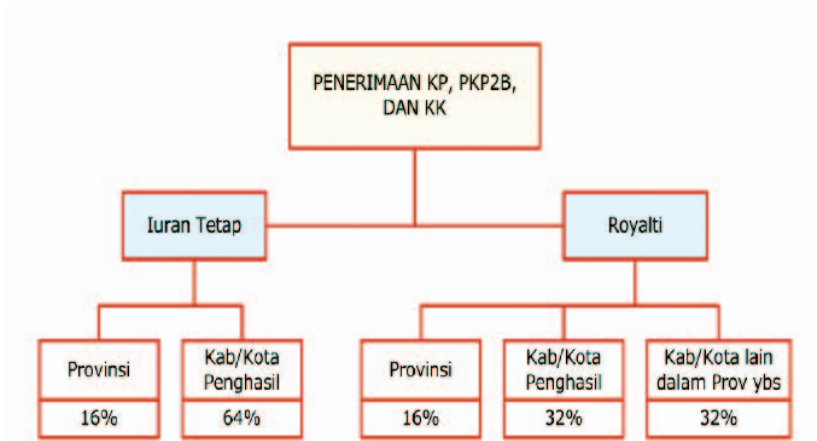 PENERIMAAN KP, PKP2B,
DAN KK
Iuran Tetap
Royalti
Provinsi
16%
Kab/Kota
Penghasil
64%
Provinsi
16%
Kab/Kota
Penghasil
32%
Kab/Kota lain
dalam Prov ybs
32%